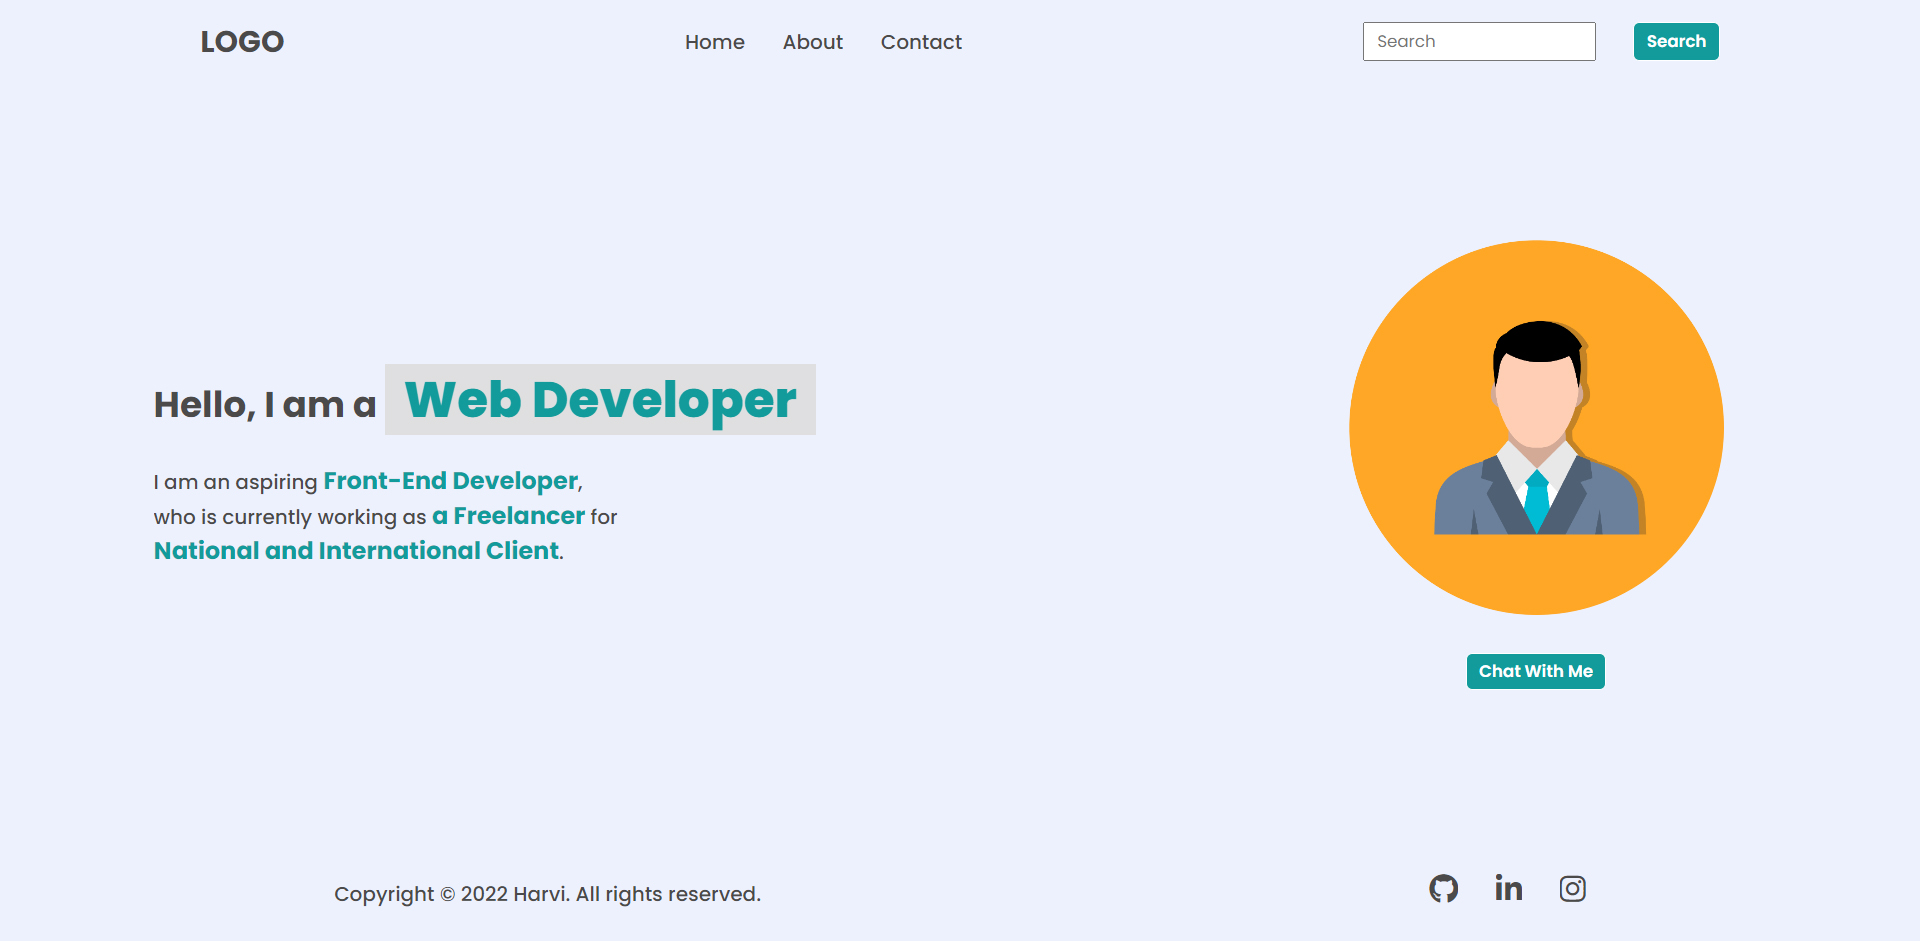 LOGO
Home About Contact
Search
Search
Hello, I am a Web Developer
I am an aspiring Front-End Developer,
who is currently working as a Freelancer for
National and International Client.
Chat With Me
Copyright © 2022 Harvi. All rights reserved.
in